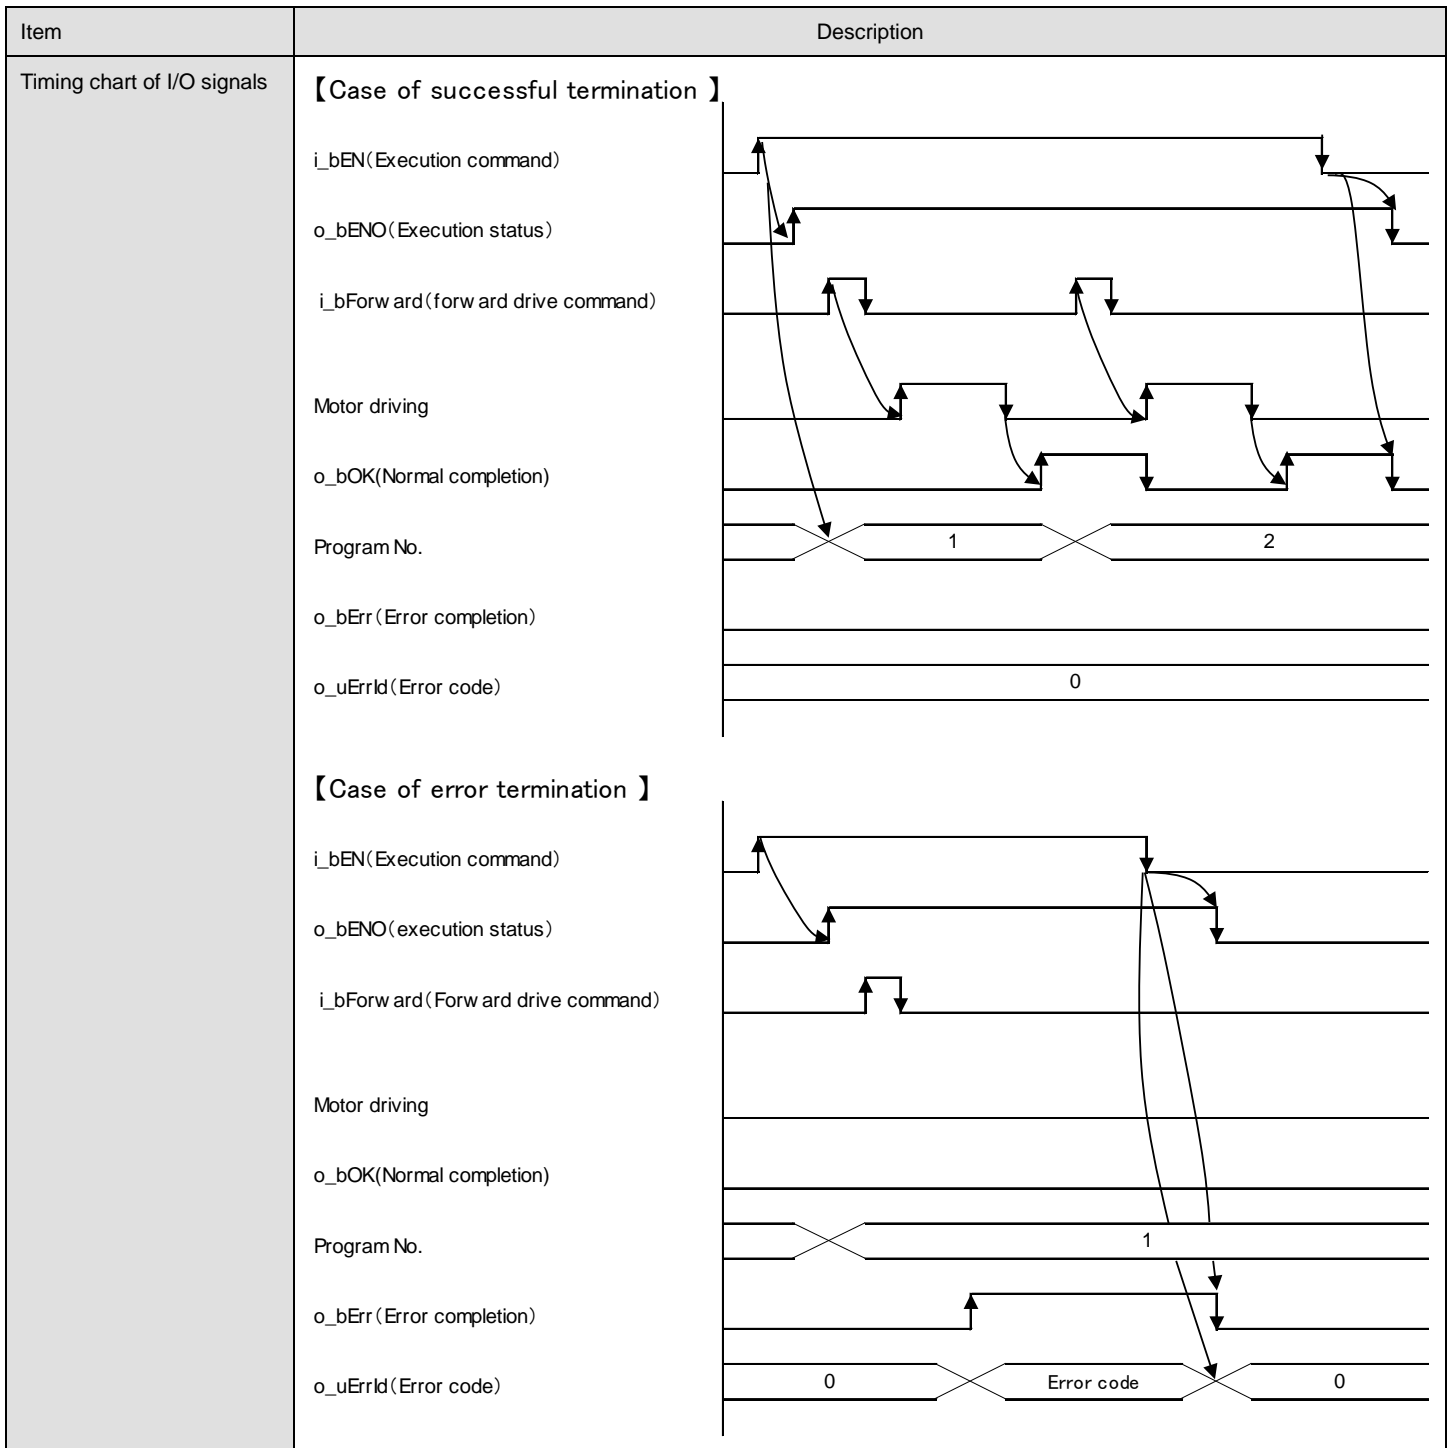 Item
Description
Timing chart of I/O signals
【Case of successful termination 】
i_bEN（Execution command）
o_bENO（Execution status）
i_bForw ard（forw ard drive command）
Motor driving
o_bOK(Normal completion)
Program No.
1
2
o_bErr（Error completion）
o_uErrId（Error code）
0
【Case of error termination 】
i_bEN（Execution command）
o_bENO（execution status）
i_bForw ard（Forw ard drive command）
Motor driving
o_bOK(Normal completion)
Program No.
1
o_bErr（Error completion）
o_uErrId（Error code）
0
Error code
0